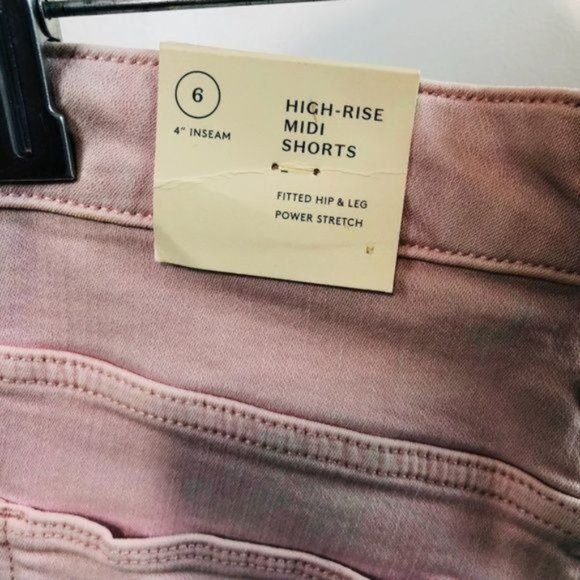 6
4" INSEAM
HIGH-RISE
MIDI
SHORTS
FITTED HIP & LEG
POWER STRETCH